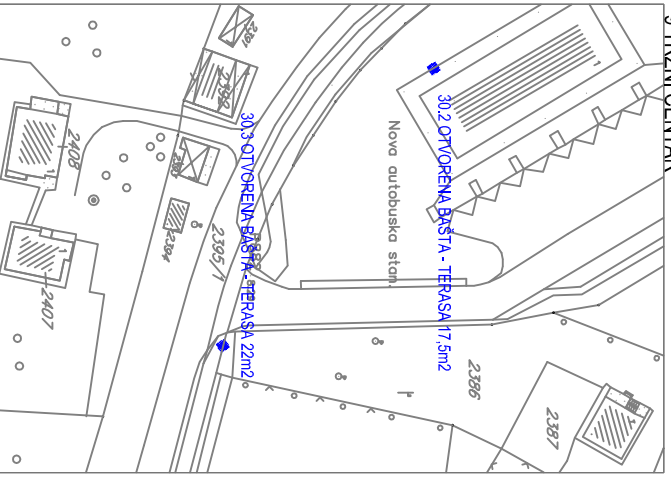 30.2 OTVORENA BAŠTA - TERASA 17,5m2
30.3 OTVORENA BAŠTA - TERASA 22m2
Nova autobuska stan.
2386
2387
2395/1
2394
2408
2407
2392